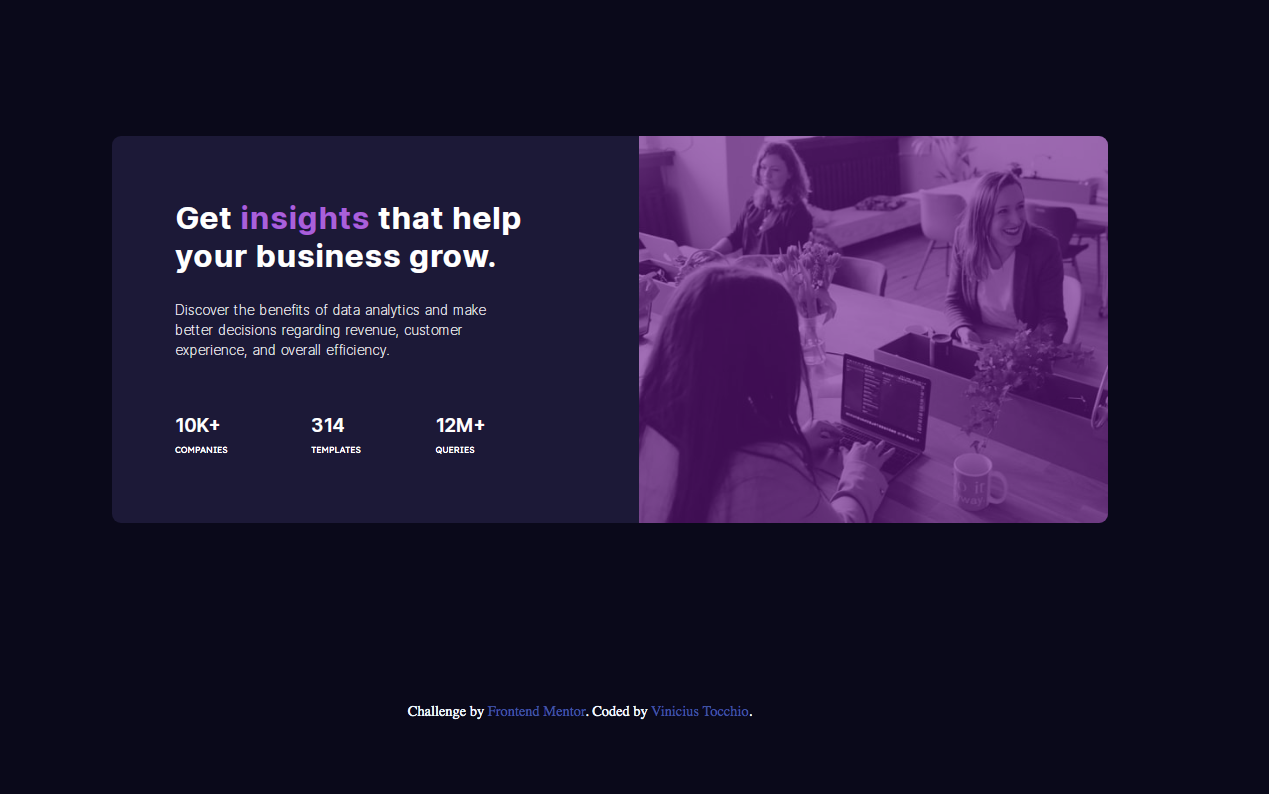 Get insights that help
your business grow.
Discover the benefits of data analytics and make
better decisions regarding revenue, customer
experience, and overall efficiency.
10K+ 314 12M+
COMPANIES TEMPLATES QUERIES
Challenge by Frontend Mentor. Coded by Vinicius Tocchio.